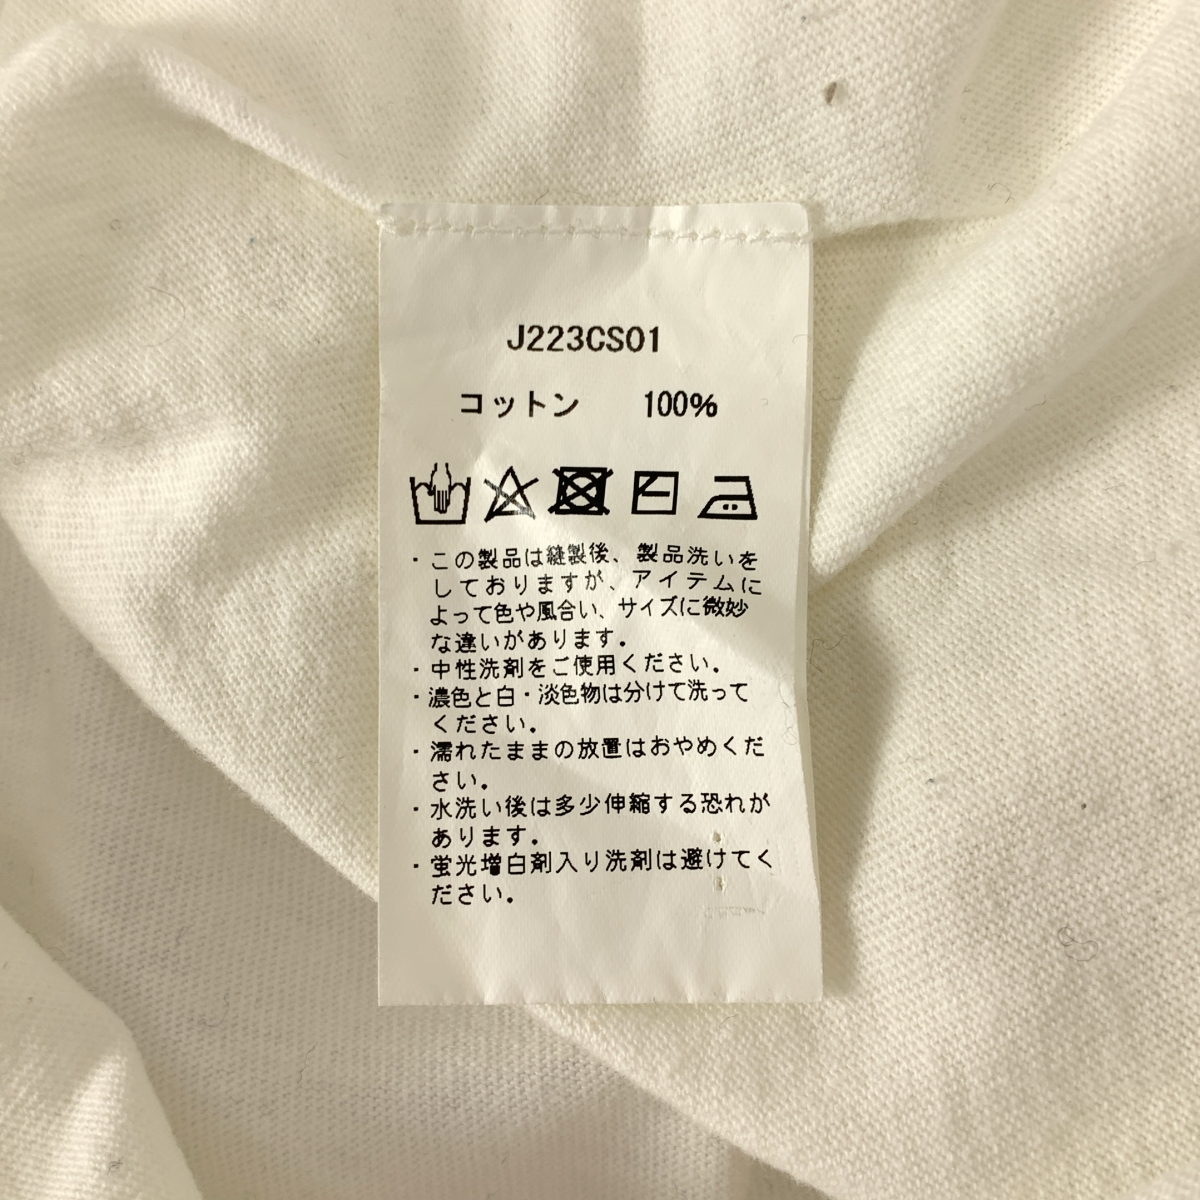 J223CS01
コットン 100%
・この製品は縫製後、製品洗いを
しておりますが、アイテムに
よって色や風合い、サイズに微妙
な違いがあります。
・中性洗剤をご使用ください。
・濃色と白・淡色物は分けて洗って
ください。
・濡れたままの放置はおやめくだ
さい。
・水洗い後は多少伸縮する恐れが
あります。
・蛍光増白剤入り洗剤は避けてく
ださい。